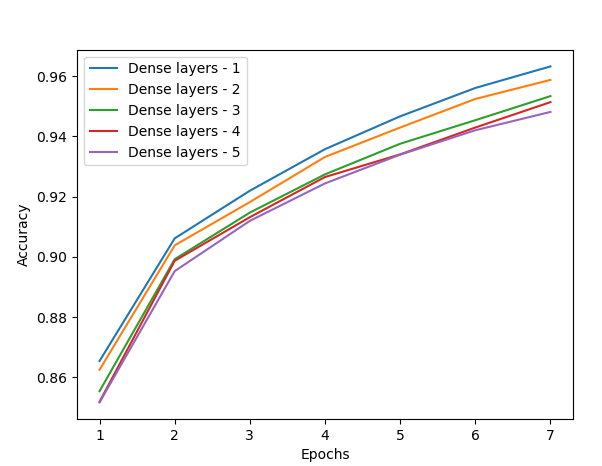 Dense layers - 1
Dense layers - 2
Dense layers - 3
Dense layers - 4
Dense layers - 5
0.96
0.94
0.92
0.90
0.88
0.86
Accuracy
1 2 3 4 5 6 7
Epochs